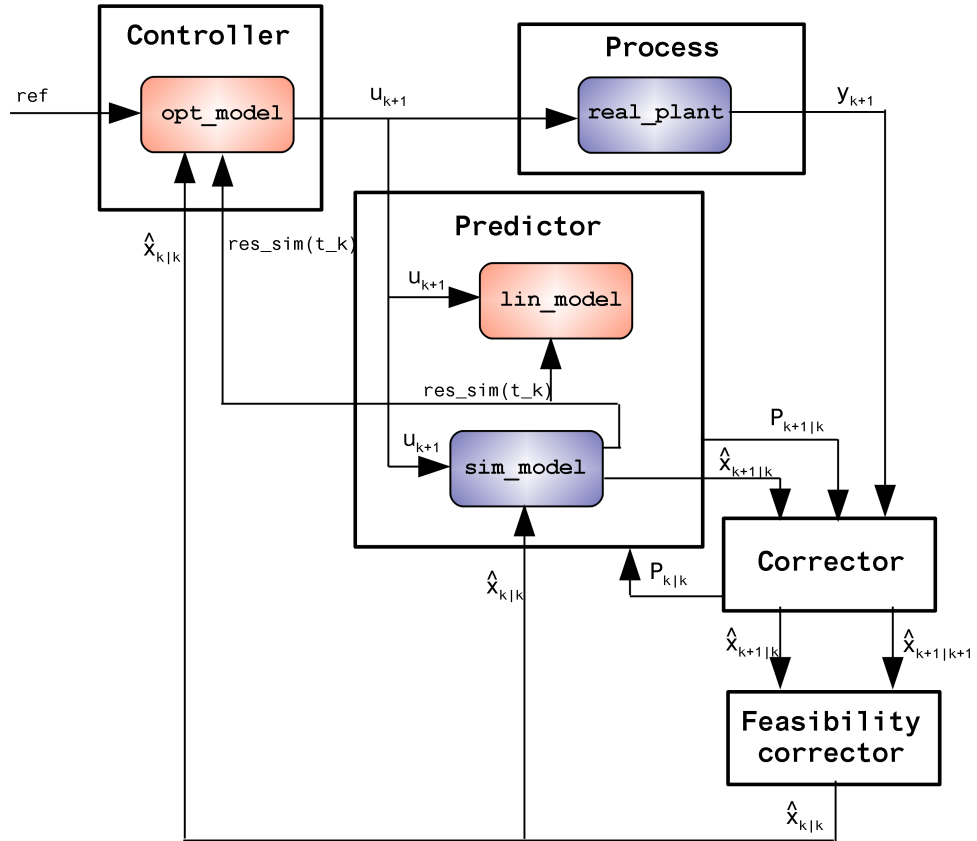 Controller
Process
ref
opt_model
u_{k+1}
real_plant
y_{k+1}
Predictor
x̂_{k|k}
res_sim(t_k)
u_{k+1}
lin_model
res_sim(t_k)
P_{k+1|k}
u_{k+1}
sim_model
x̂_{k+1|k}
Corrector
x̂_{k|k}
P_{k|k}
x̂_{k+1|k}
x̂_{k+1|k+1}
Feasibility
corrector
x̂_{k|k}